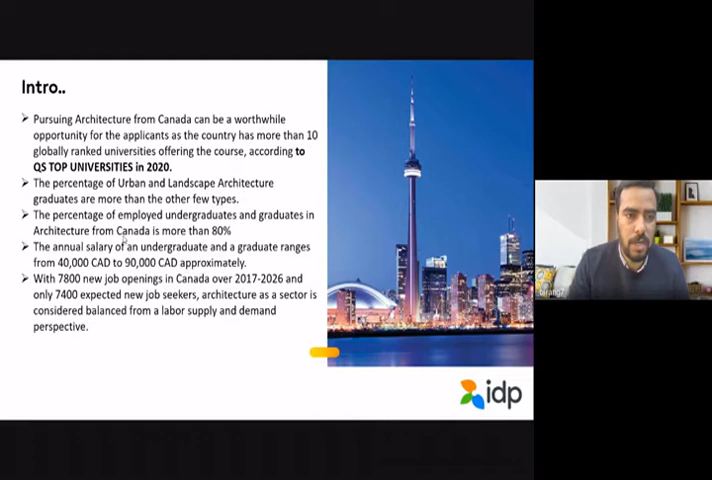 Intro..
Pursuing Architecture from Canada can be a worthwhile
opportunity for the applicants as the country has more than 10
globally ranked universities offering the course, according to
QS TOP UNIVERSITIES in 2020.
The percentage of Urban and Landscape Architecture
graduates are more than the other few types.
The percentage of employed undergraduates and graduates in
Architecture from Canada is more than 80%
The annual salary of an undergraduate and a graduate ranges
from 40,000 CAD to 90,000 CAD approximately.
With 7800 new job openings in Canada over 2017-2026 and
only 7400 expected new job seekers, architecture as a sector is
considered balanced from a labor supply and demand
perspective.
idp